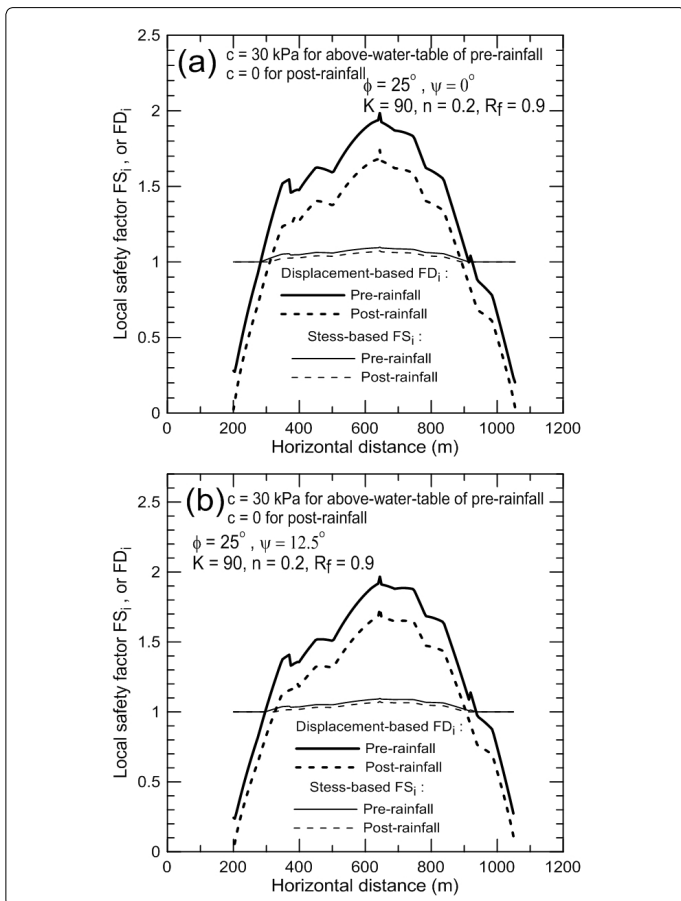 (a) c = 30 kPa for above-water-table of pre-rainfall
c = 0 for post-rainfall
ϕ = 25°, ψ = 0°
K = 90, n = 0.2, Rf = 0.9
Local safety factor FSi, or FDi
2.5
2
1.5
1
0.5
0
Displacement-based FDi :
Pre-rainfall
Post-rainfall
Stess-based FSi :
Pre-rainfall
Post-rainfall
0 200 400 600 800 1000 1200
Horizontal distance (m)
(b) c = 30 kPa for above-water-table of pre-rainfall
c = 0 for post-rainfall
ϕ = 25°, ψ = 12.5°
K = 90, n = 0.2, Rf = 0.9
Local safety factor FSi, or FDi
2.5
2
1.5
1
0.5
0
Displacement-based FDi :
Pre-rainfall
Post-rainfall
Stess-based FSi :
Pre-rainfall
Post-rainfall
0 200 400 600 800 1000 1200
Horizontal distance (m)